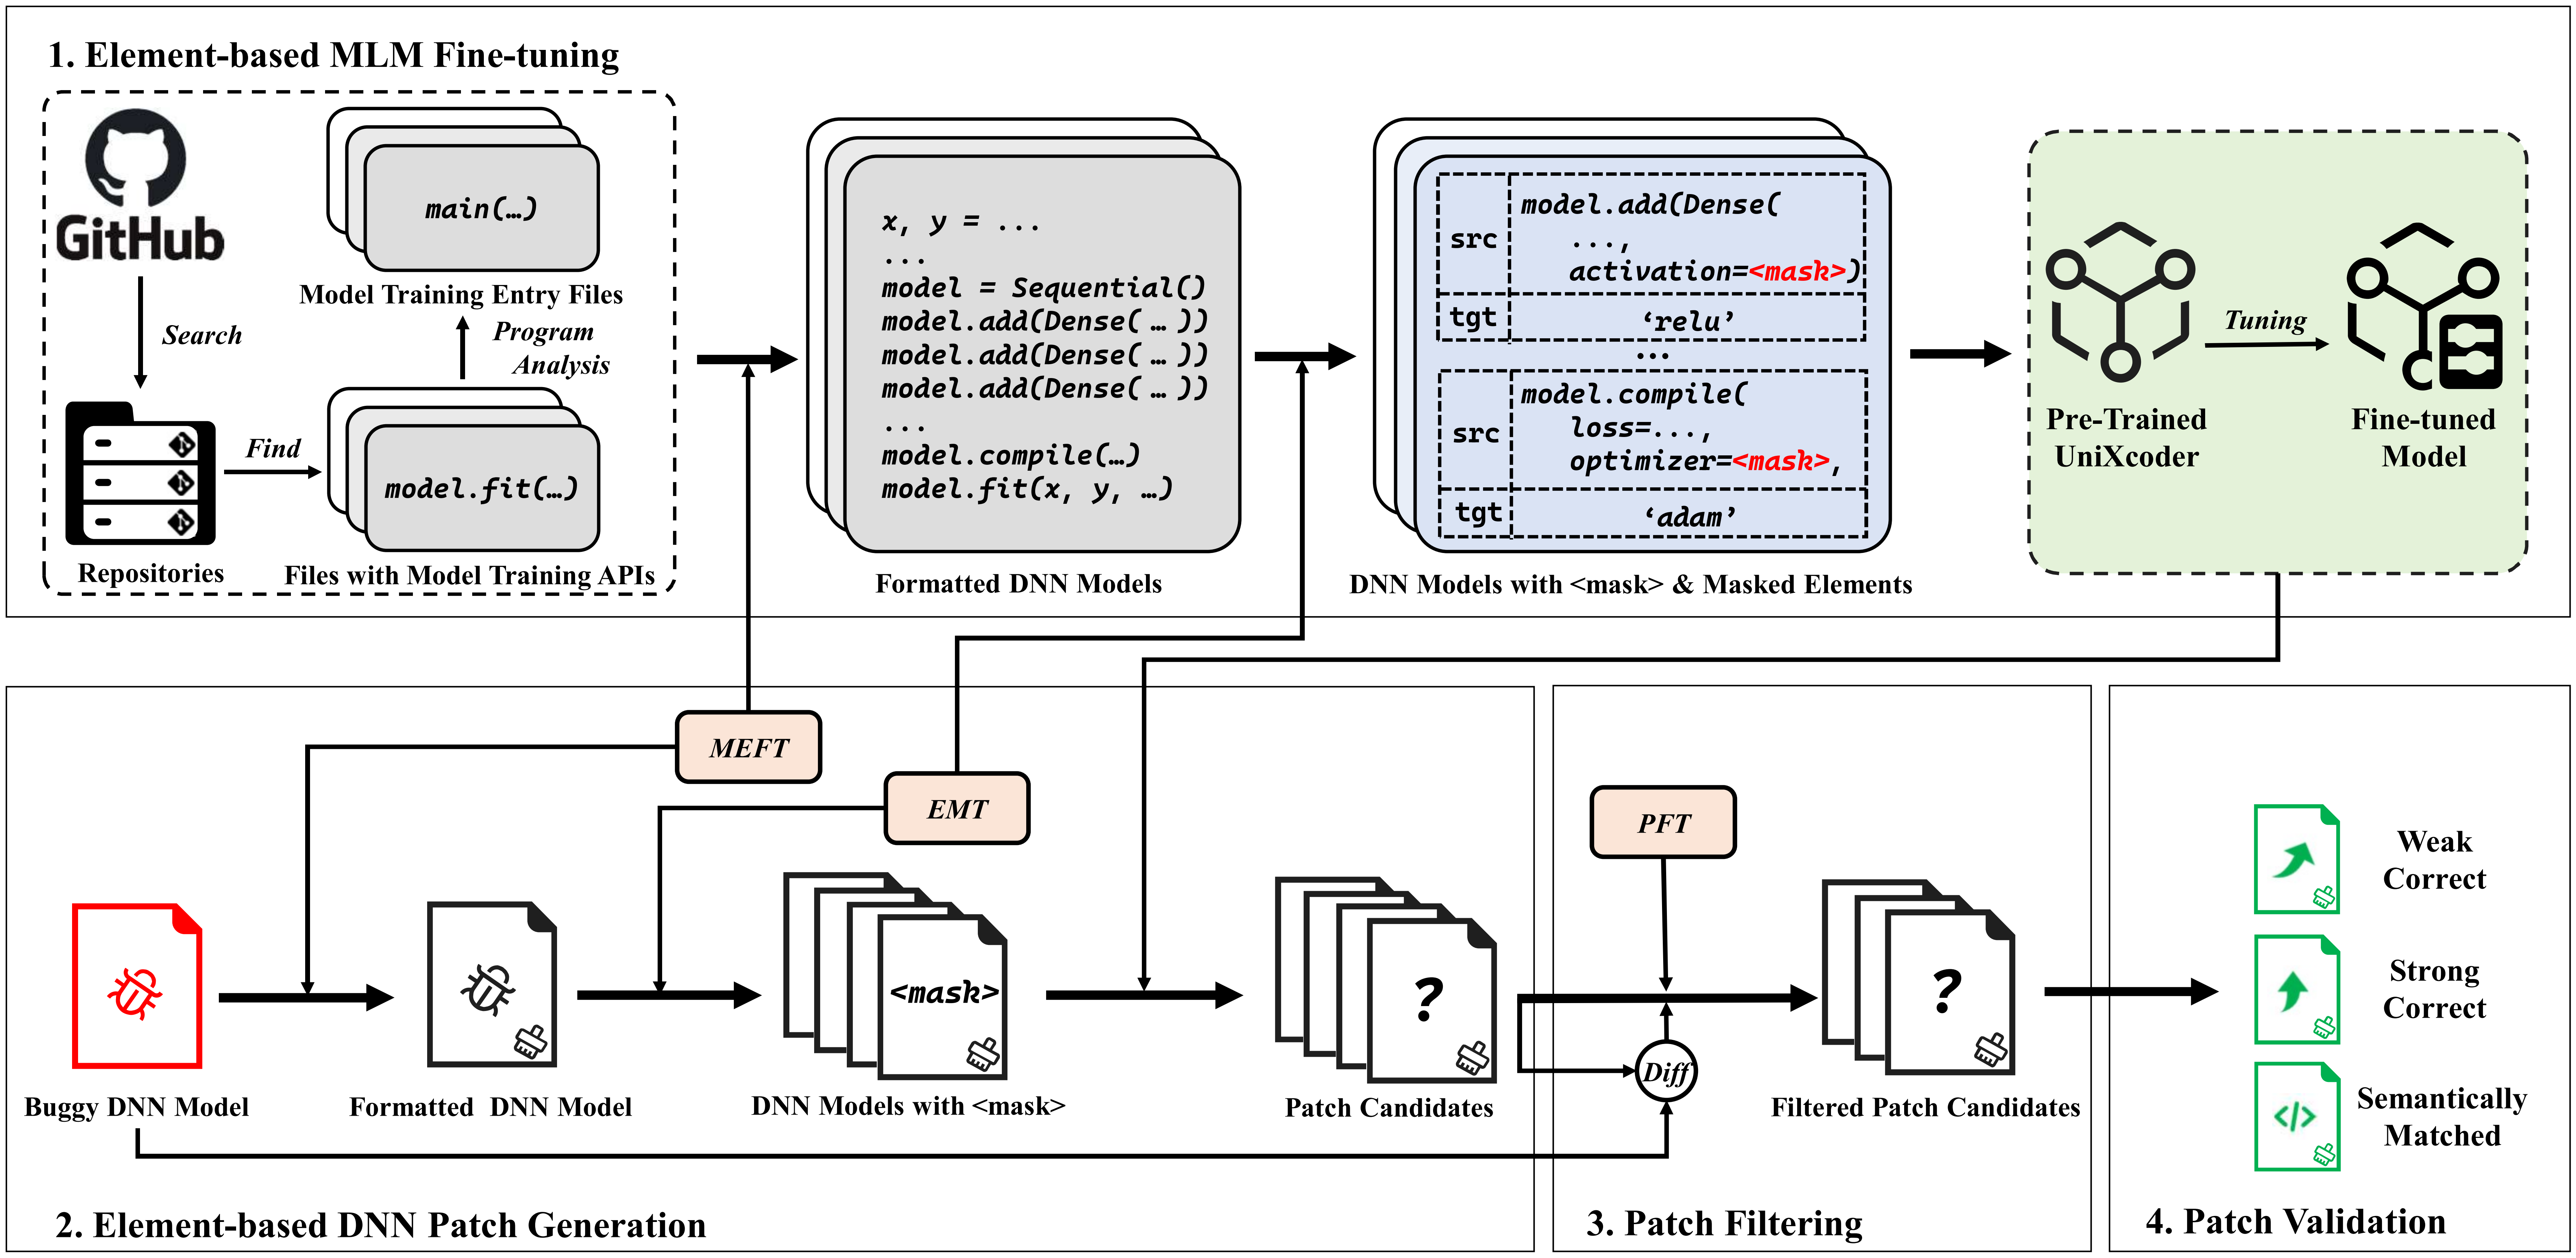 1. Element-based MLM Fine-tuning
GitHub
Search
Repositories
Find
model.fit(…)
Files with Model Training APIs
Program
Analysis
main(…)
Model Training Entry Files
x, y = ...
...
model = Sequential()
model.add(Dense( … ))
model.add(Dense( … ))
model.add(Dense( … ))
...
model.compile(…)
model.fit(x, y, …)
Formatted DNN Models
src
model.add(Dense(
...,
activation=<mask>)
tgt
‘relu’
...
src
model.compile(
loss=...,
optimizer=<mask>,
tgt
‘adam’
DNN Models with <mask> & Masked Elements
Pre-Trained
UniXcoder
Tuning
Fine-tuned
Model
MEFT
EMT
Buggy DNN Model
Formatted DNN Model
<mask>
DNN Models with <mask>
?
Patch Candidates
2. Element-based DNN Patch Generation
PFT
Diff
?
Filtered Patch Candidates
3. Patch Filtering
Weak
Correct
Strong
Correct
</>
Semantically
Matched
4. Patch Validation